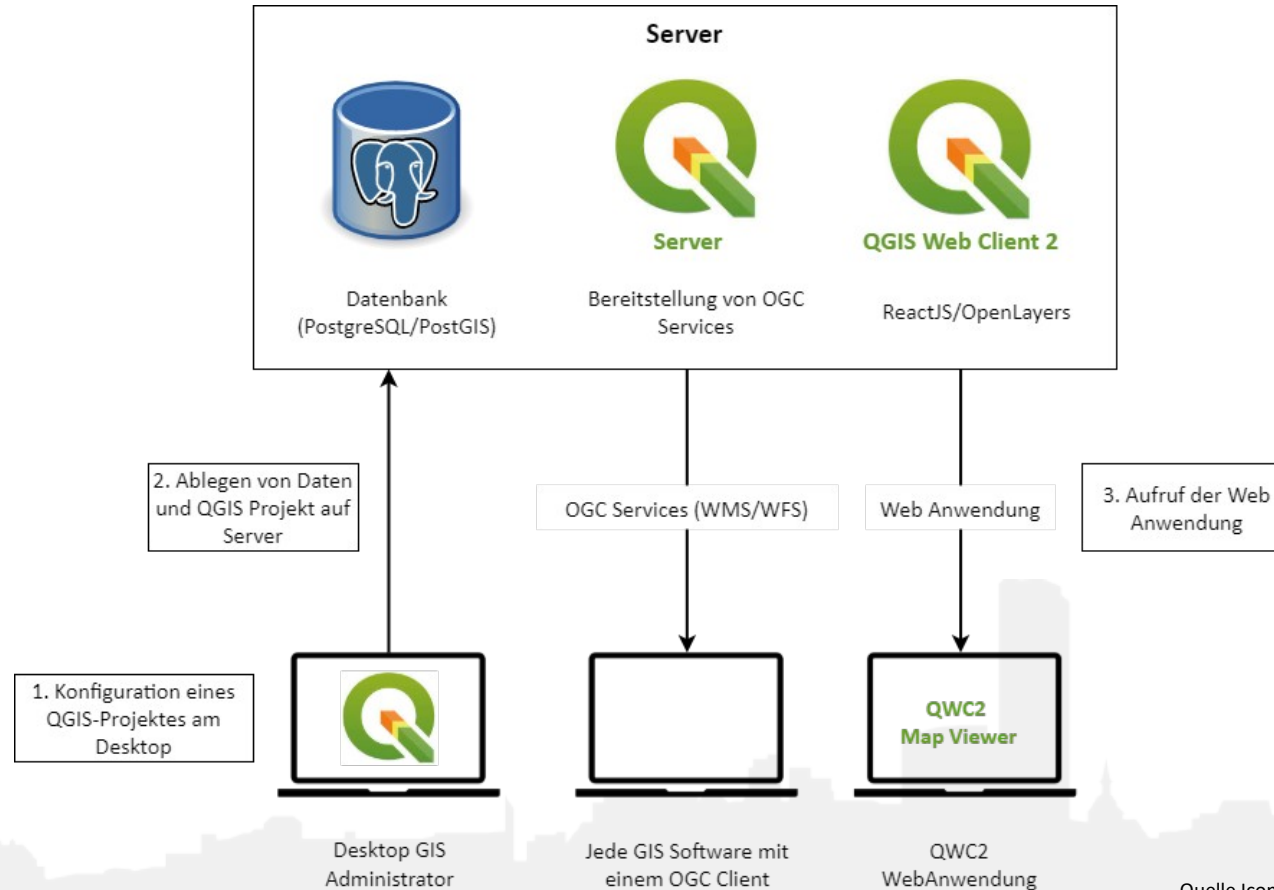 Server
Server
QGIS Web Client 2
Datenbank
(PostgreSQL/PostGIS)
Bereitstellung von OGC
Services
ReactJS/OpenLayers
2. Ablegen von Daten
und QGIS Projekt auf
Server
OGC Services (WMS/WFS)
Web Anwendung
3. Aufruf der Web
Anwendung
1. Konfiguration eines
QGIS-Projektes am
Desktop
QWC2
Map Viewer
Desktop GIS
Administrator
Jede GIS Software mit
einem OGC Client
QWC2
WebAnwendung
Quelle